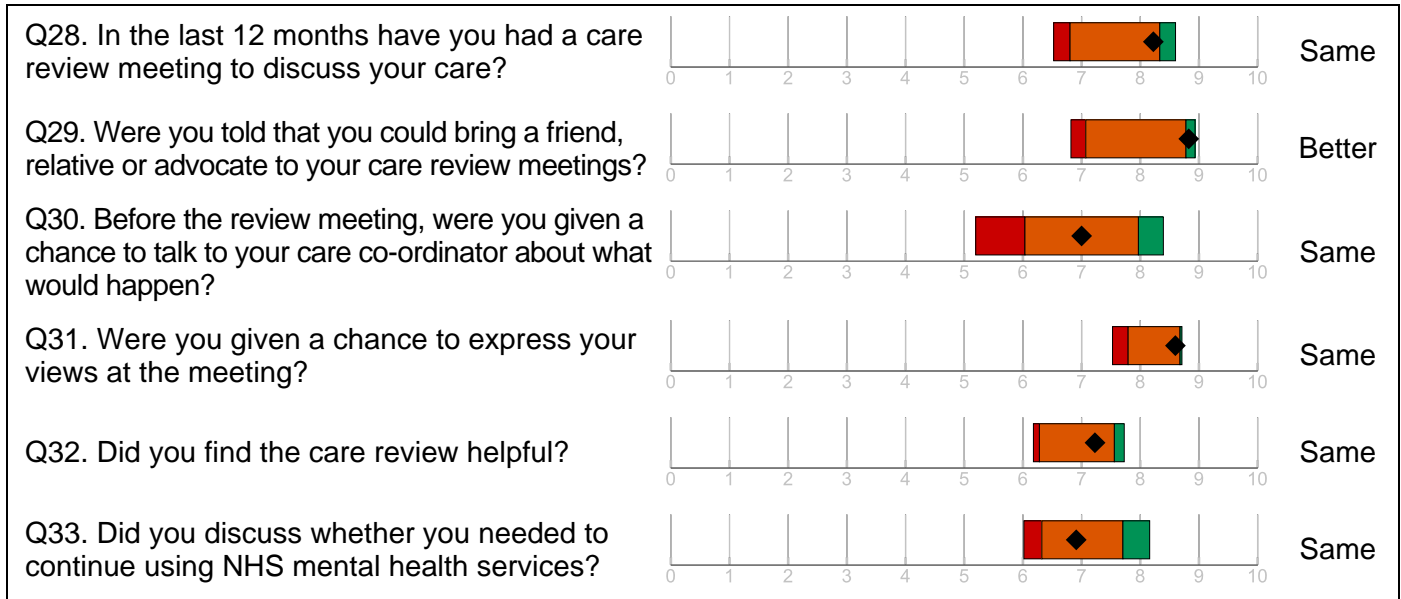 Q28. In the last 12 months have you had a care
review meeting to discuss your care?
0 1 2 3 4 5 6 7 8 9 10
Same
Q29. Were you told that you could bring a friend,
relative or advocate to your care review meetings?
0 1 2 3 4 5 6 7 8 9 10
Better
Q30. Before the review meeting, were you given a
chance to talk to your care co-ordinator about what
would happen?
0 1 2 3 4 5 6 7 8 9 10
Same
Q31. Were you given a chance to express your
views at the meeting?
0 1 2 3 4 5 6 7 8 9 10
Same
Q32. Did you find the care review helpful?
0 1 2 3 4 5 6 7 8 9 10
Same
Q33. Did you discuss whether you needed to
continue using NHS mental health services?
0 1 2 3 4 5 6 7 8 9 10
Same